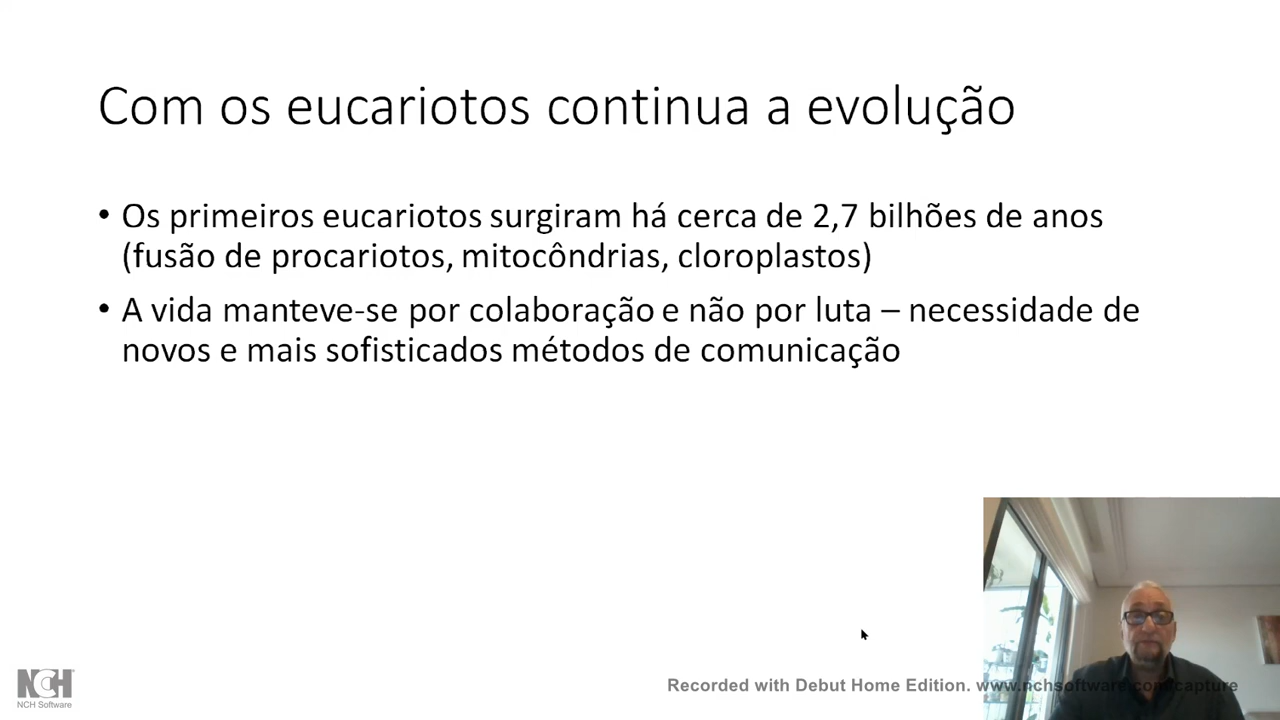 Com os eucariotos continua a evolução
• Os primeiros eucariotos surgiram há cerca de 2,7 bilhões de anos
(fusão de procariotos, mitocôndrias, cloroplastos)
• A vida manteve-se por colaboração e não por luta – necessidade de
novos e mais sofisticados métodos de comunicação
NCH
NCH Software
Recorded with Debut Home Edition. www.nchsoftware.com/capture